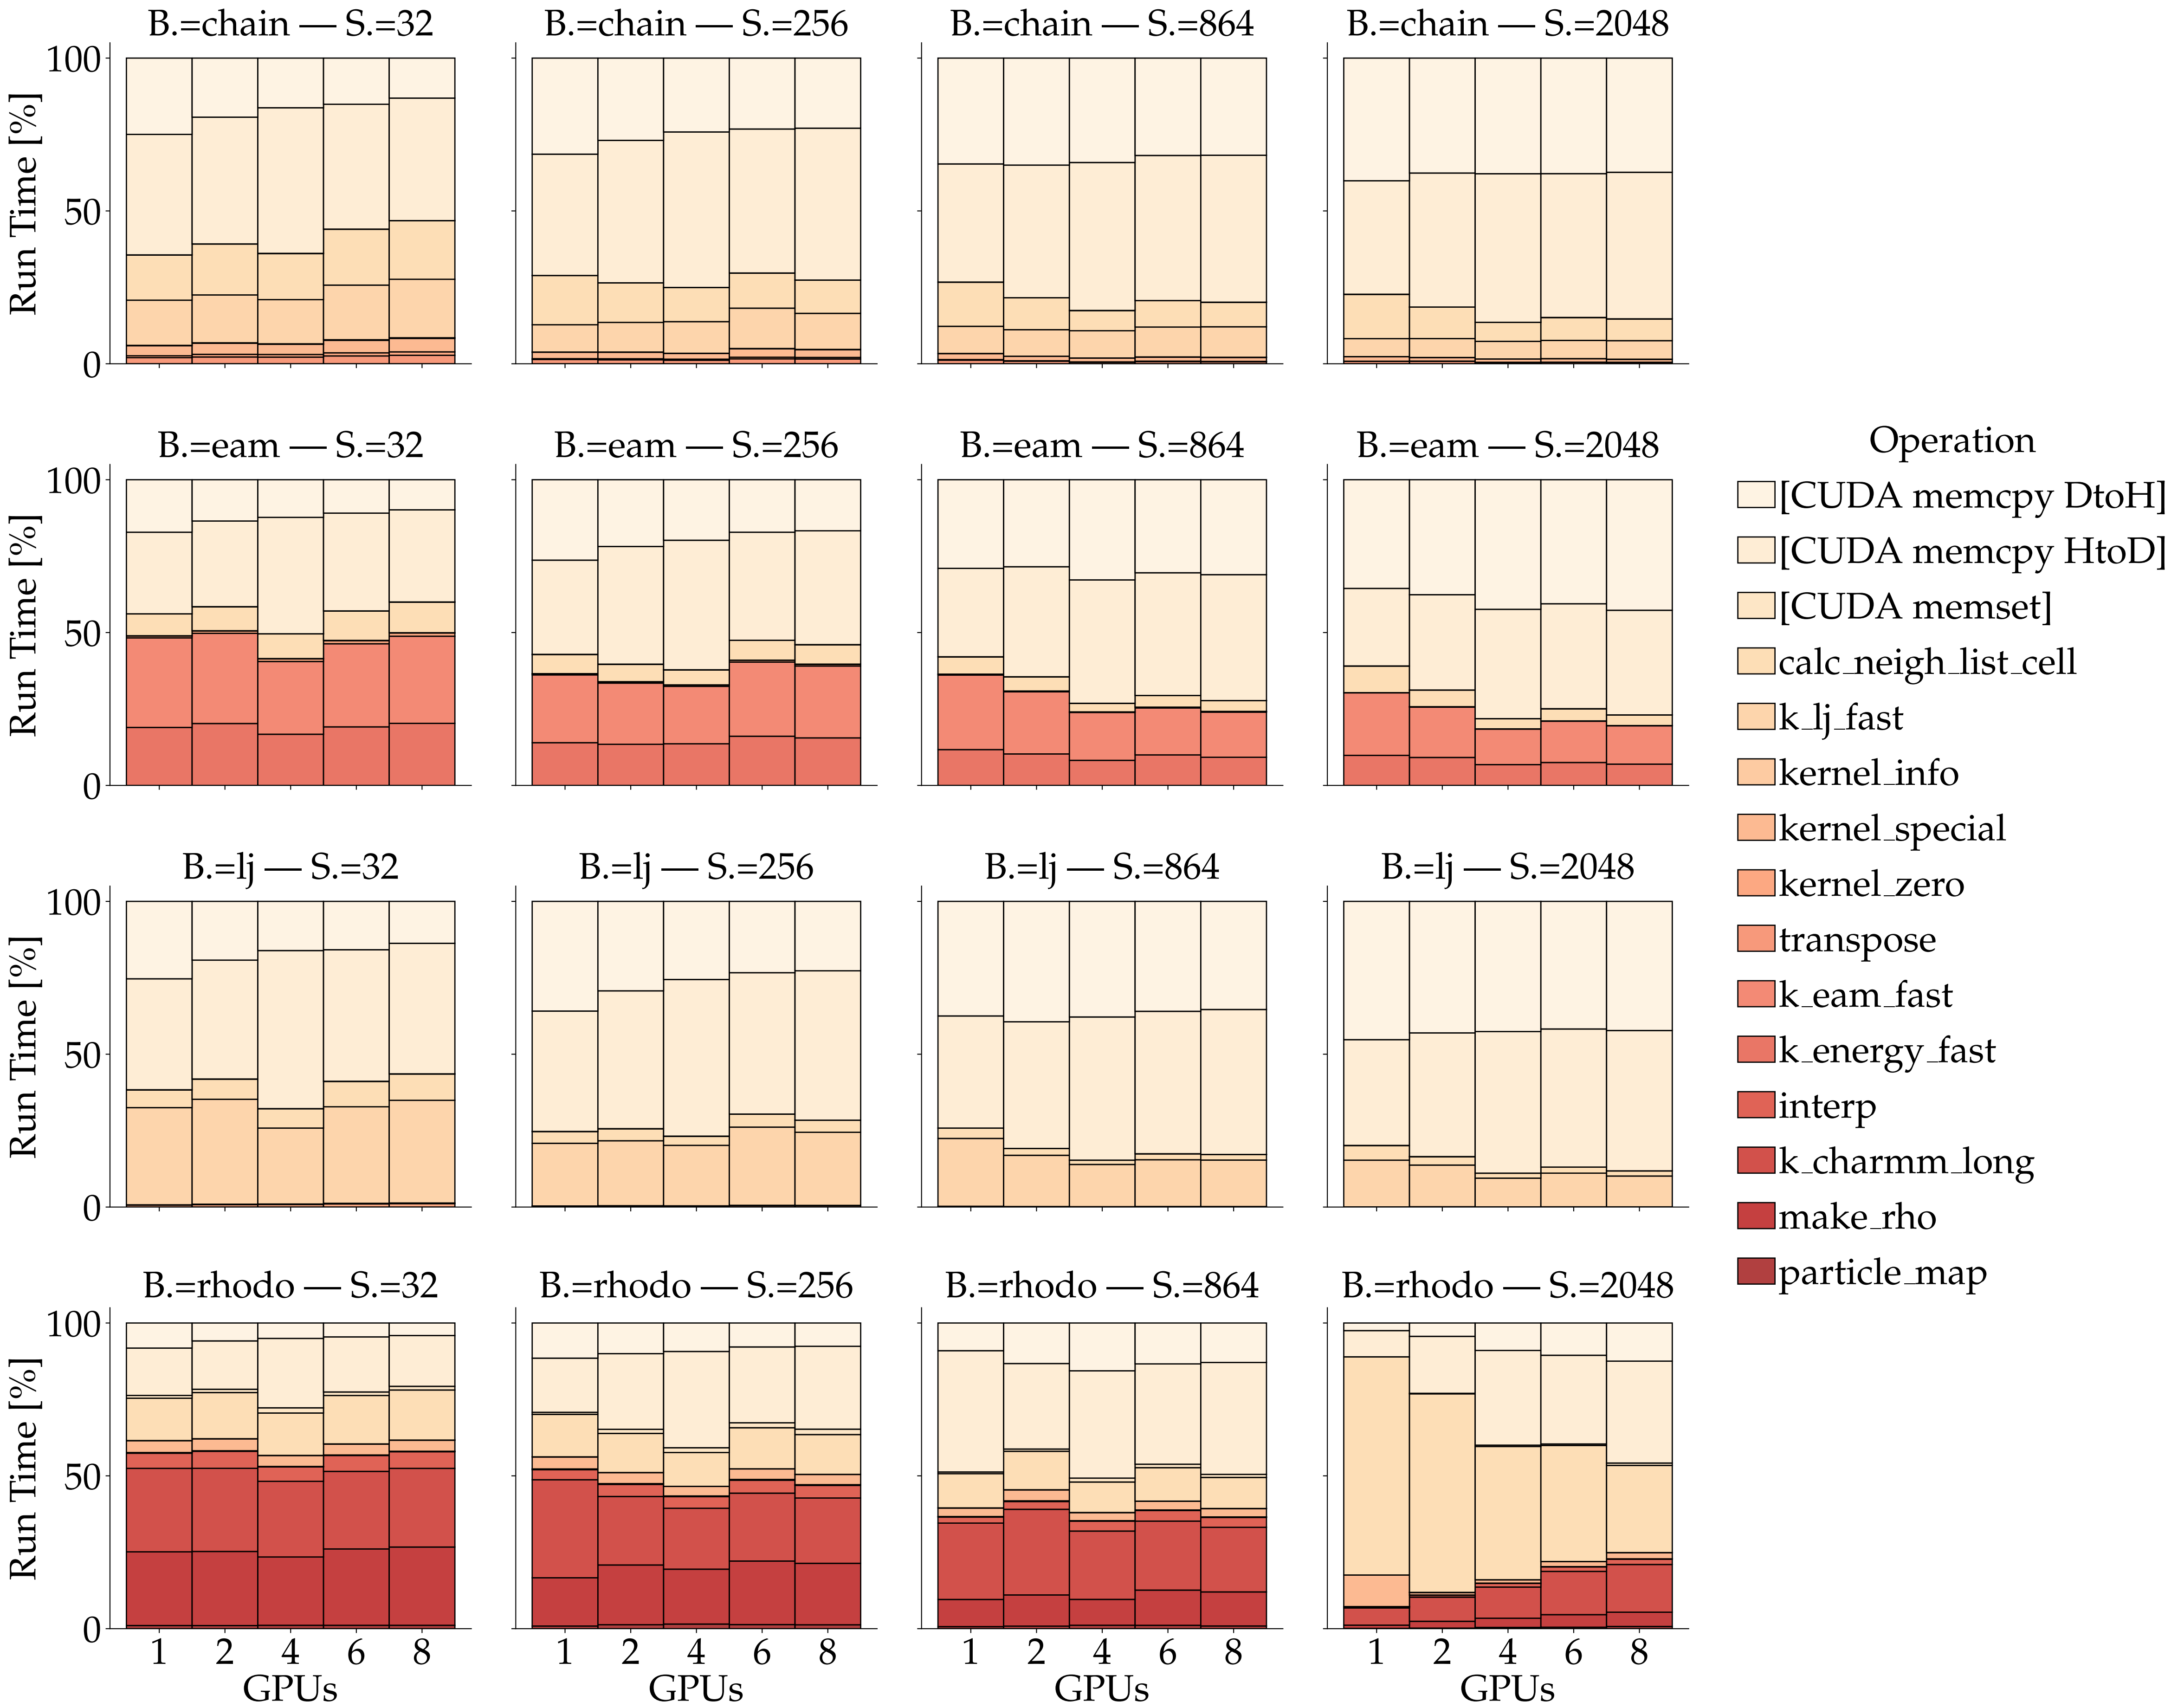 B.=chain — S.=32
B.=chain — S.=256
B.=chain — S.=864
B.=chain — S.=2048
Run Time [%]
100
50
0
B.=eam — S.=32
B.=eam — S.=256
B.=eam — S.=864
B.=eam — S.=2048
Run Time [%]
100
50
0
B.=lj — S.=32
B.=lj — S.=256
B.=lj — S.=864
B.=lj — S.=2048
Run Time [%]
100
50
0
B.=rhodo — S.=32
B.=rhodo — S.=256
B.=rhodo — S.=864
B.=rhodo — S.=2048
Run Time [%]
100
50
0
1 2 4 6 8
GPUs
1 2 4 6 8
GPUs
1 2 4 6 8
GPUs
1 2 4 6 8
GPUs
Operation
[CUDA memcpy DtoH]
[CUDA memcpy HtoD]
[CUDA memset]
calc_neigh_list_cell
k_lj_fast
kernel_info
kernel_special
kernel_zero
transpose
k_eam_fast
k_energy_fast
interp
k_charmm_long
make_rho
particle_map